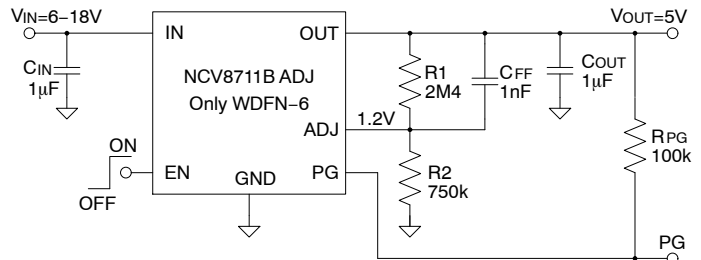 VIN=6–18V
VOUT=5V
IN
OUT
CIN
1μF
NCV8711B ADJ
Only WDFN–6
R1
2M4
CFF
1nF
COUT
1μF
1.2V
ADJ
RPG
100k
ON
EN
OFF
GND
PG
R2
750k
PG